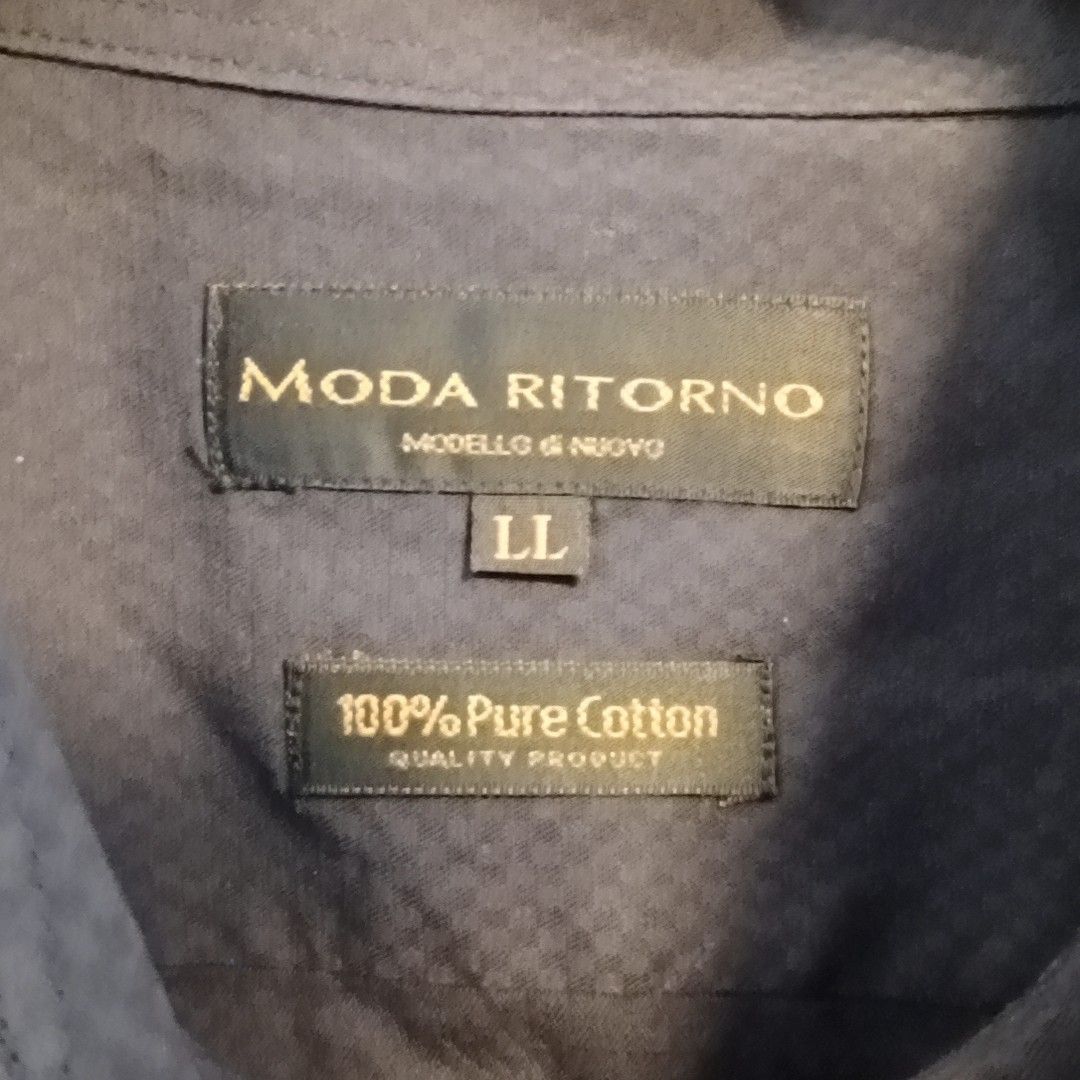 MODA RITORNO
MODELLO di NUOVO
LL
100% Pure Cotton
QUALITY PRODUCT